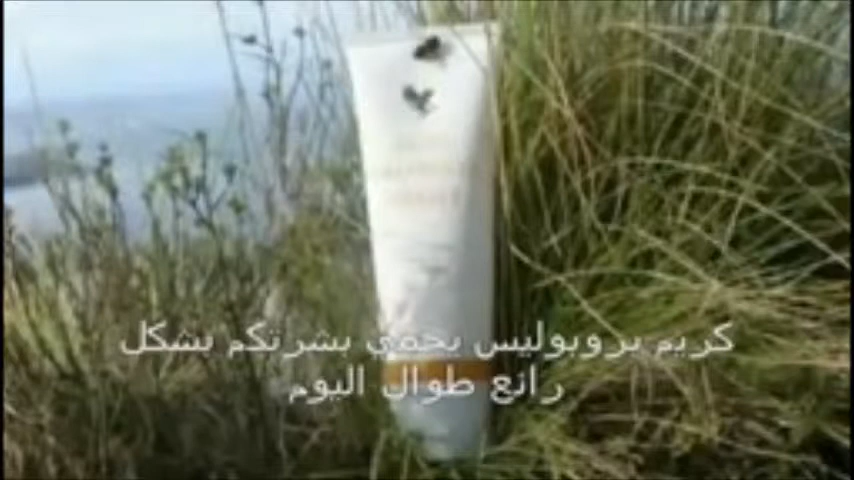 كريم بروبوليس يحمي بشرتكم بشكل
رائع طوال اليوم